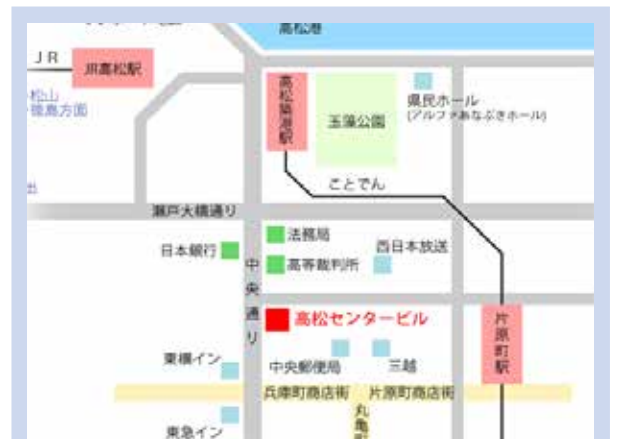 高松港
JR
JR高松駅
松山
徳島方面
高松築港駅
玉藻公園
県民ホール
(アルファあなぶきホール)
ことでん
瀬戸大橋通り
法務局
日本銀行
高等裁判所
西日本放送
中央通り
高松センタービル
片原町駅
中央郵便局
三越
東横イン
兵庫町商店街
片原町商店街
丸亀町
東急イン